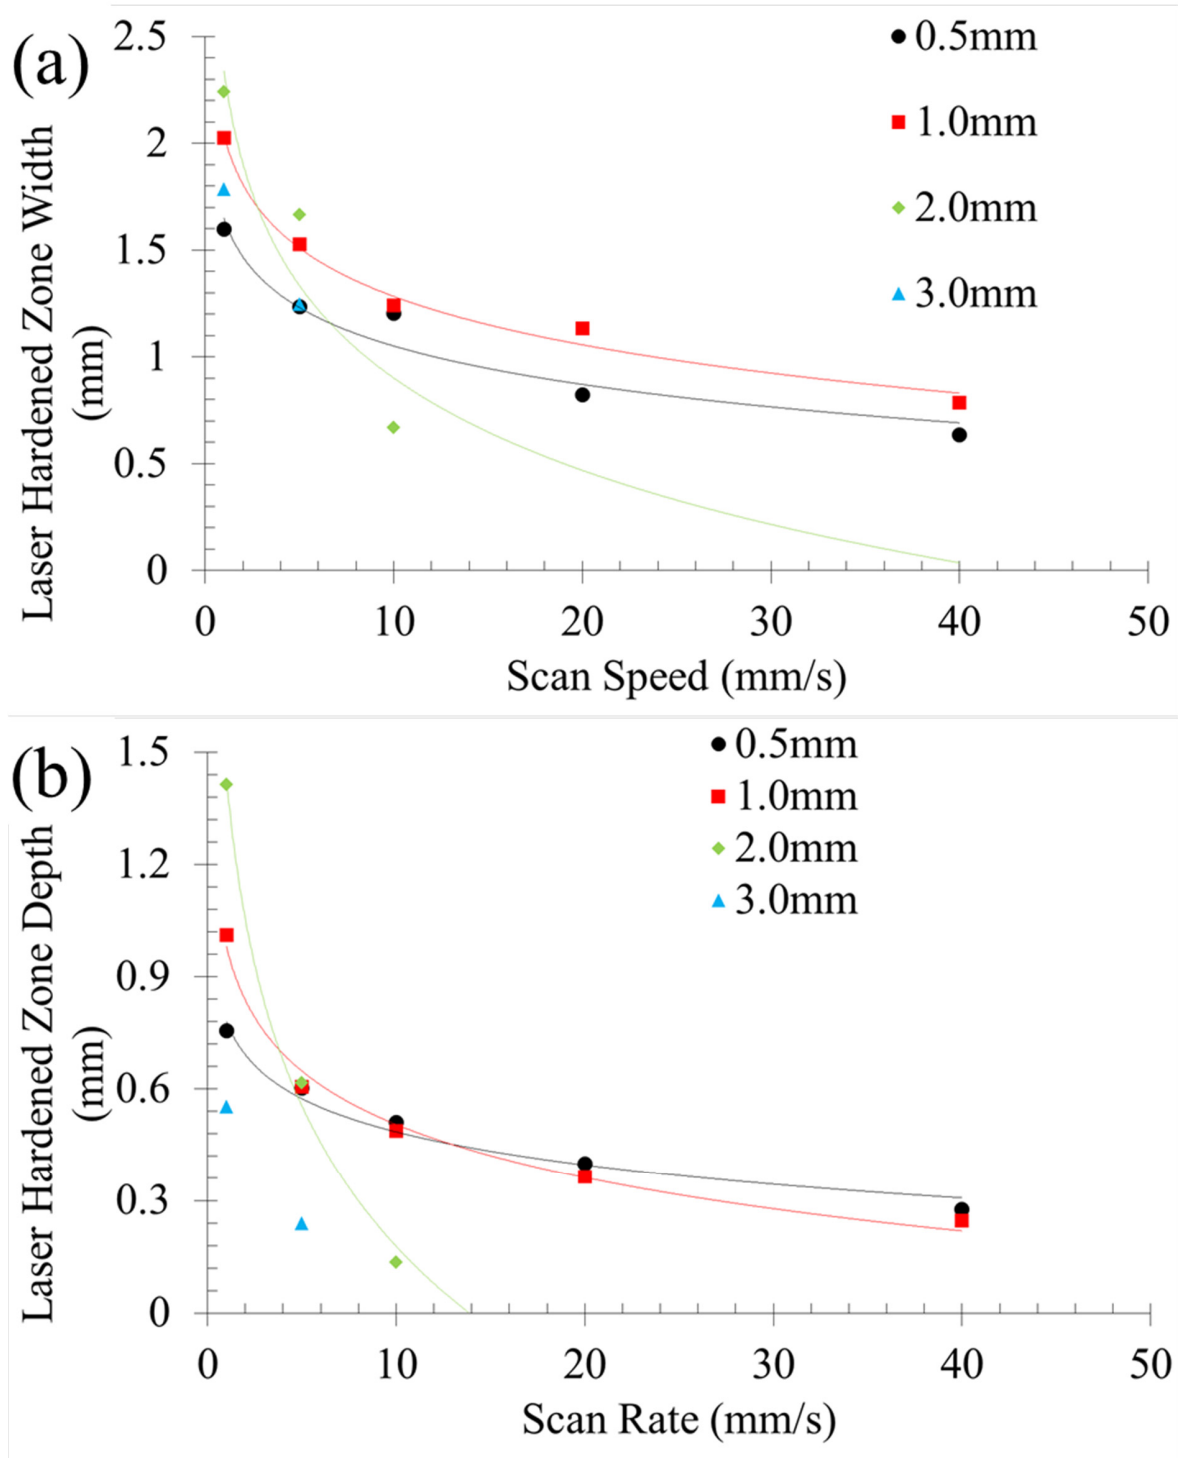 (a)
Laser Hardened Zone Width
(mm)
2.5
2
1.5
1
0.5
0
0 10 20 30 40 50
Scan Speed (mm/s)
0.5mm
1.0mm
2.0mm
3.0mm
(b)
Laser Hardened Zone Depth
(mm)
1.5
1.2
0.9
0.6
0.3
0
0 10 20 30 40 50
Scan Rate (mm/s)
0.5mm
1.0mm
2.0mm
3.0mm